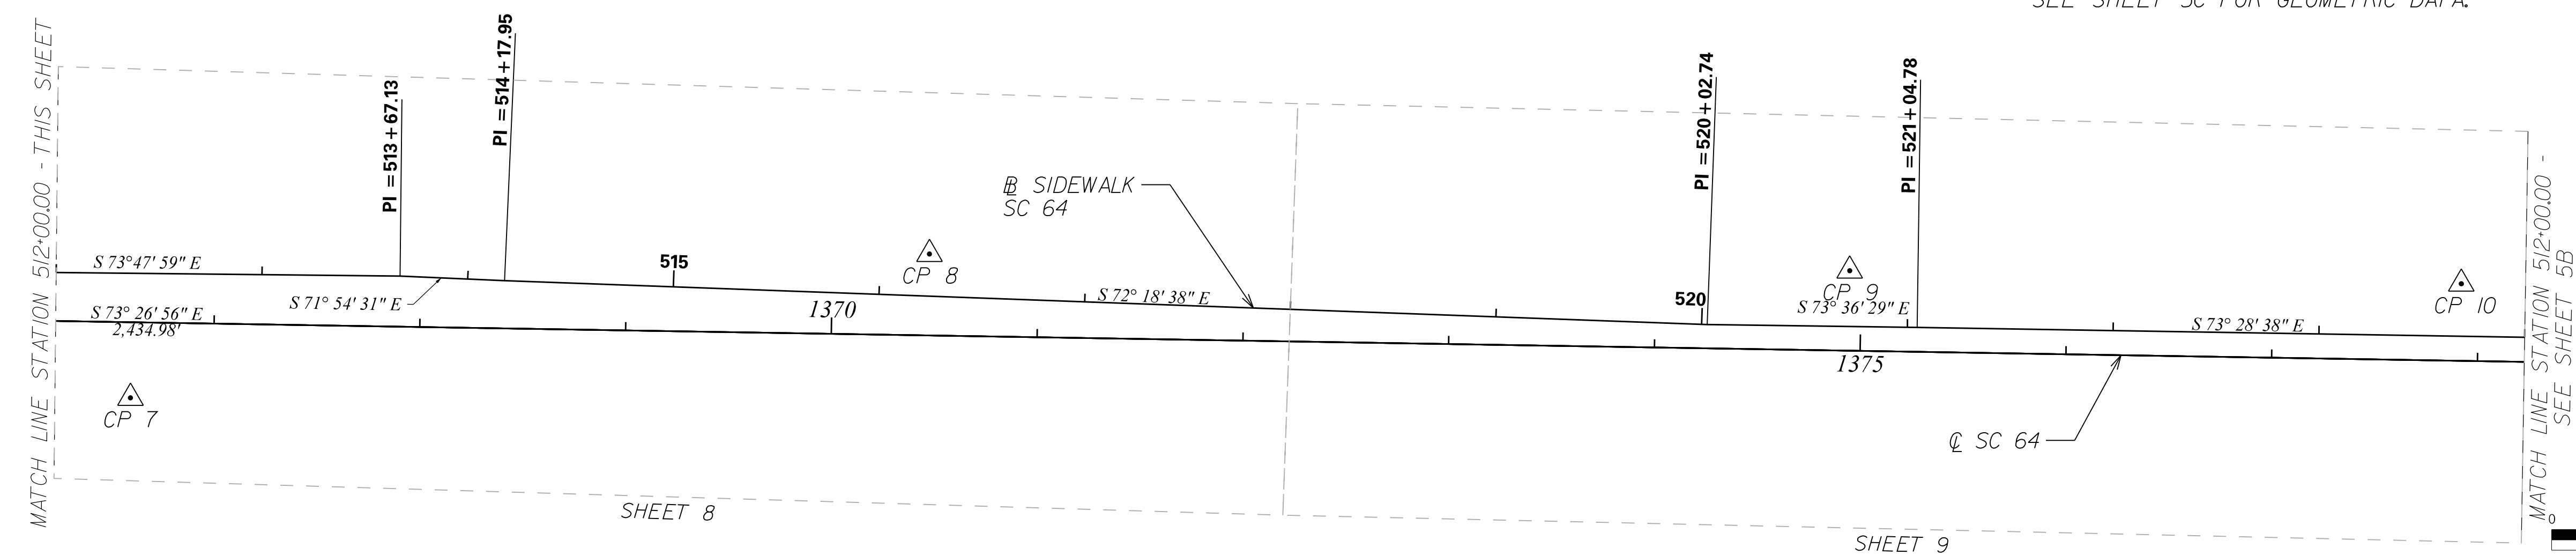 SEE SHEET 5C FOR GEOMETRIC DATA.
MATCH LINE STATION 512+00.00 - THIS SHEET
PI = 513+67.13
PI = 514+17.95
PI = 520+02.74
PI = 521+04.78
S 73°47' 59" E
S 71° 54' 31" E
515
CP 8
B SIDEWALK
SC 64
S 72° 18' 38" E
520
CP 9
S 73° 36' 29" E
S 73° 28' 38" E
CP 10
S 73° 26' 56" E
2,434.98'
1370
1375
CP 7
CL SC 64
SHEET 8
SHEET 9
MATCH LINE STATION 512+00.00 -
SEE SHEET 5B
0